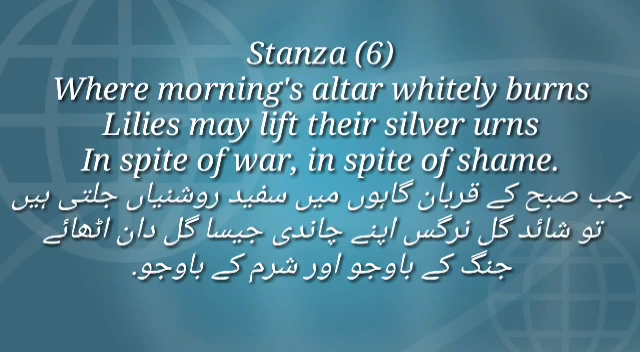 Stanza (6)
Where morning's altar whitely burns
Lilies may lift their silver urns
In spite of war, in spite of shame.
جب صبح کے قربان گاہوں میں سفید روشنیاں جلتی ہیں
تو شائد گل نرگس اپنے چاندی جیسا گل دان اٹھائے
جنگ کے باوجو اور شرم کے باوجو.